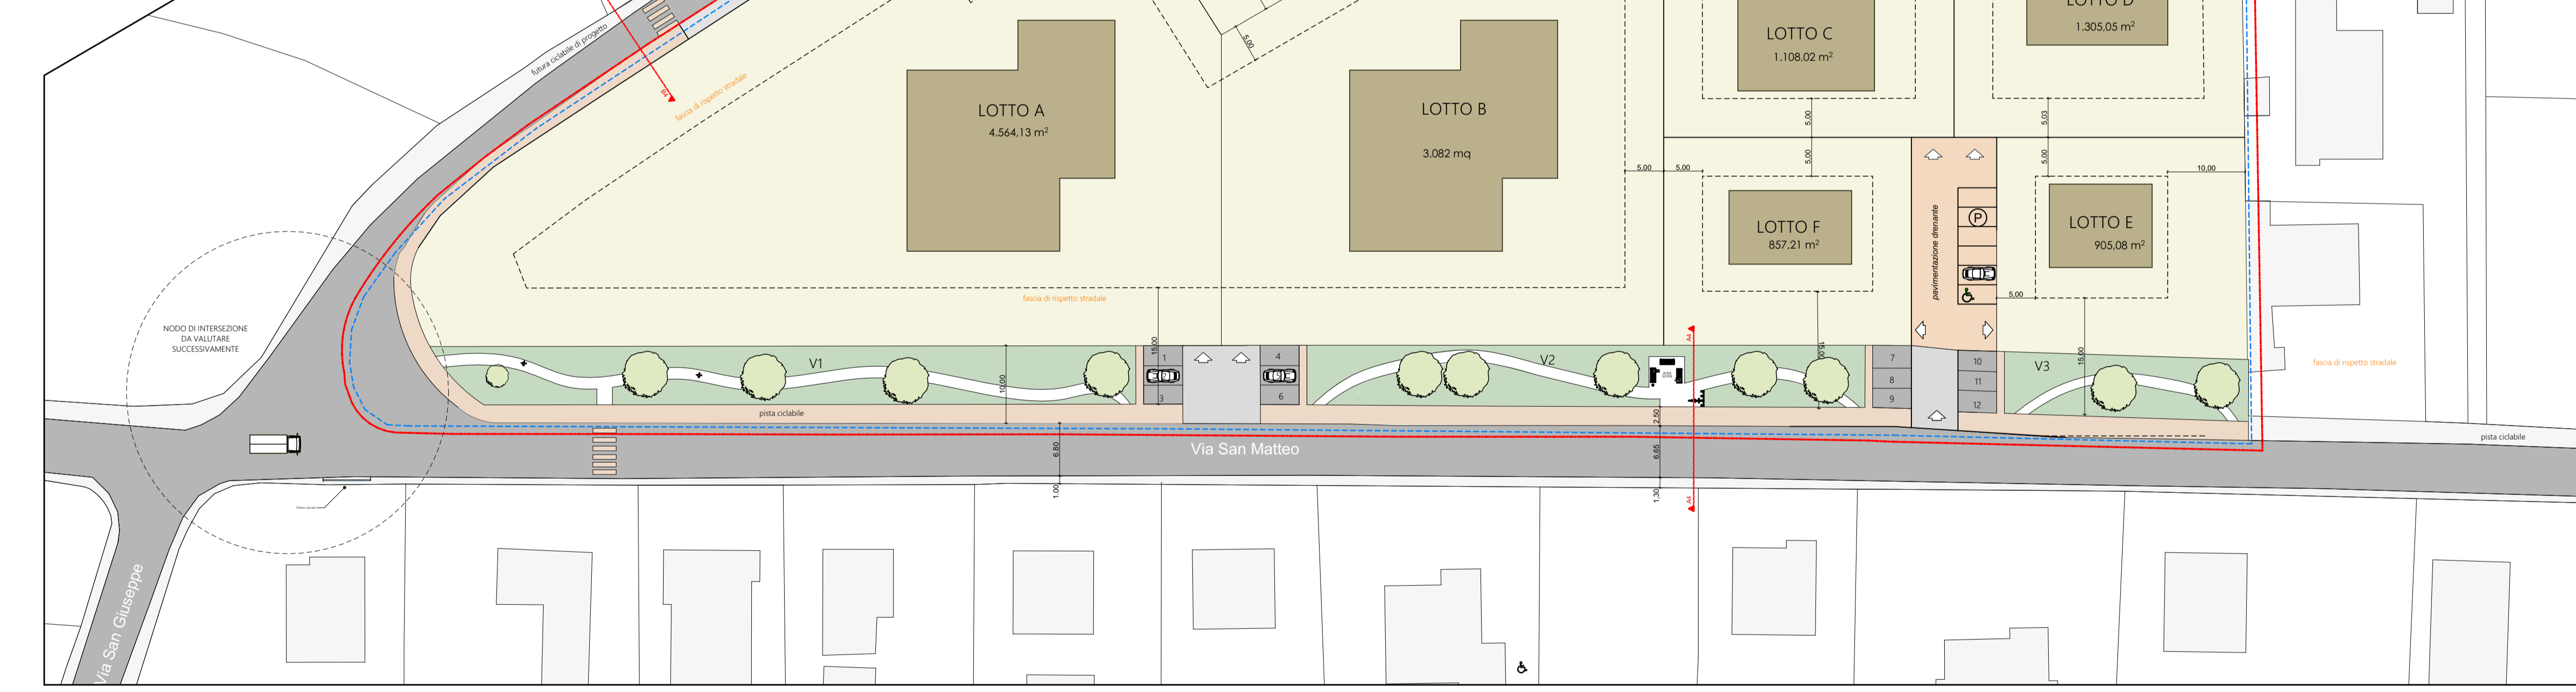 futura ciclabile di progetto
fascia di rispetto stradale
5,00
LOTTO A
4.564,13 m²
LOTTO B
3.082 mq
LOTTO C
1.108,02 m²
LOTTO D
1.305,05 m²
5,00
5,03
5,00
5,00
5,00
5,00
10,00
LOTTO F
857,21 m²
pavimentazione drenante
P
LOTTO E
905,08 m²
5,00
fascia di rispetto stradale
NODO DI INTERSEZIONE
DA VALUTARE
SUCCESSIVAMENTE
A4
15,00
V1
10,00
1
3
4
6
V2
15,00
7
8
9
10
11
12
V3
15,00
fascia di rispetto stradale
pista ciclabile
2,50
pista ciclabile
6,80
Via San Matteo
6,65
1,00
1,30
A4
Via San Giuseppe